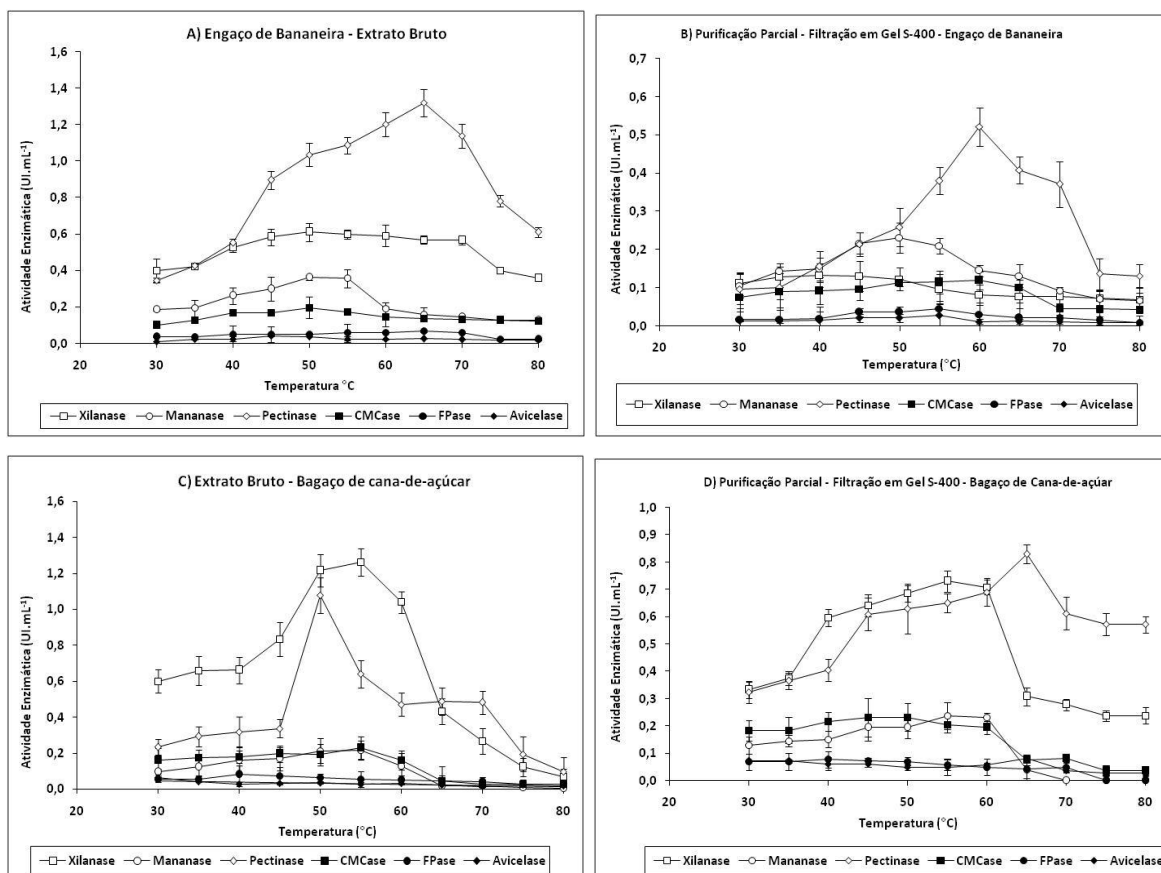 A) Engaço de Bananeira - Extrato Bruto
Atividade Enzimática (UI.mL-1)
1,6
1,4
1,2
1,0
0,8
0,6
0,4
0,2
0,0
20 30 40 50 60 70 80
Temperatura °C
Xilanase Mananase Pectinase CMCase FPase Avicelase
B) Purificação Parcial - Filtração em Gel S-400 - Engaço de Bananeira
Atividade Enzimática (UI.mL-1)
0,7
0,6
0,5
0,4
0,3
0,2
0,1
0,0
20 30 40 50 60 70 80
Temperatura °C
Xilanase Mananase Pectinase CMCase FPase Avicelase
C) Extrato Bruto - Bagaço de cana-de-açúcar
Atividade Enzimática (UI.mL-1)
1,6
1,4
1,2
1,0
0,8
0,6
0,4
0,2
0,0
20 30 40 50 60 70 80
Temperatura (°C)
Xilanase Mananase Pectinase CMCase FPase Avicelase
D) Purificação Parcial - Filtração em Gel S-400 - Bagaço de Cana-de-açúar
Atividade Enzimática (UI.mL-1)
1,0
0,9
0,8
0,7
0,6
0,5
0,4
0,3
0,2
0,1
0,0
20 30 40 50 60 70 80
Temperatura (°C)
Xilanase Mananase Pectinase CMCase FPase Avicelase